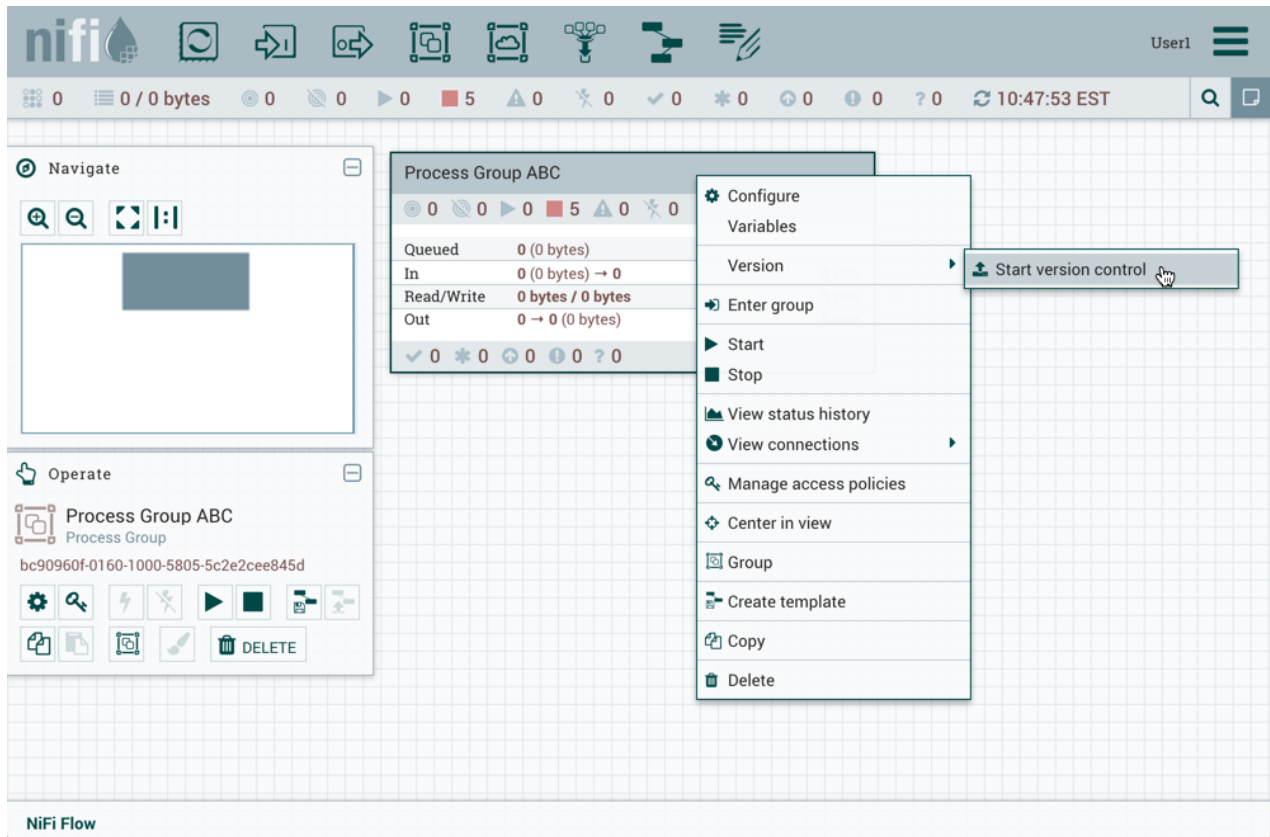 nifi
User1
0 0 / 0 bytes 0 0 0 5 0 0 0 0 0 0 ? 0 10:47:53 EST
Navigate
Process Group ABC
0 0 0 5 0 0
Queued 0 (0 bytes)
In 0 (0 bytes) → 0
Read/Write 0 bytes / 0 bytes
Out 0 → 0 (0 bytes)
0 0 0 0 ? 0
Configure
Variables
Version
Start version control
Enter group
Start
Stop
View status history
View connections
Manage access policies
Center in view
Group
Create template
Copy
Delete
Operate
Process Group ABC
Process Group
bc90960f-0160-1000-5805-5c2e2cee845d
DELETE
NiFi Flow